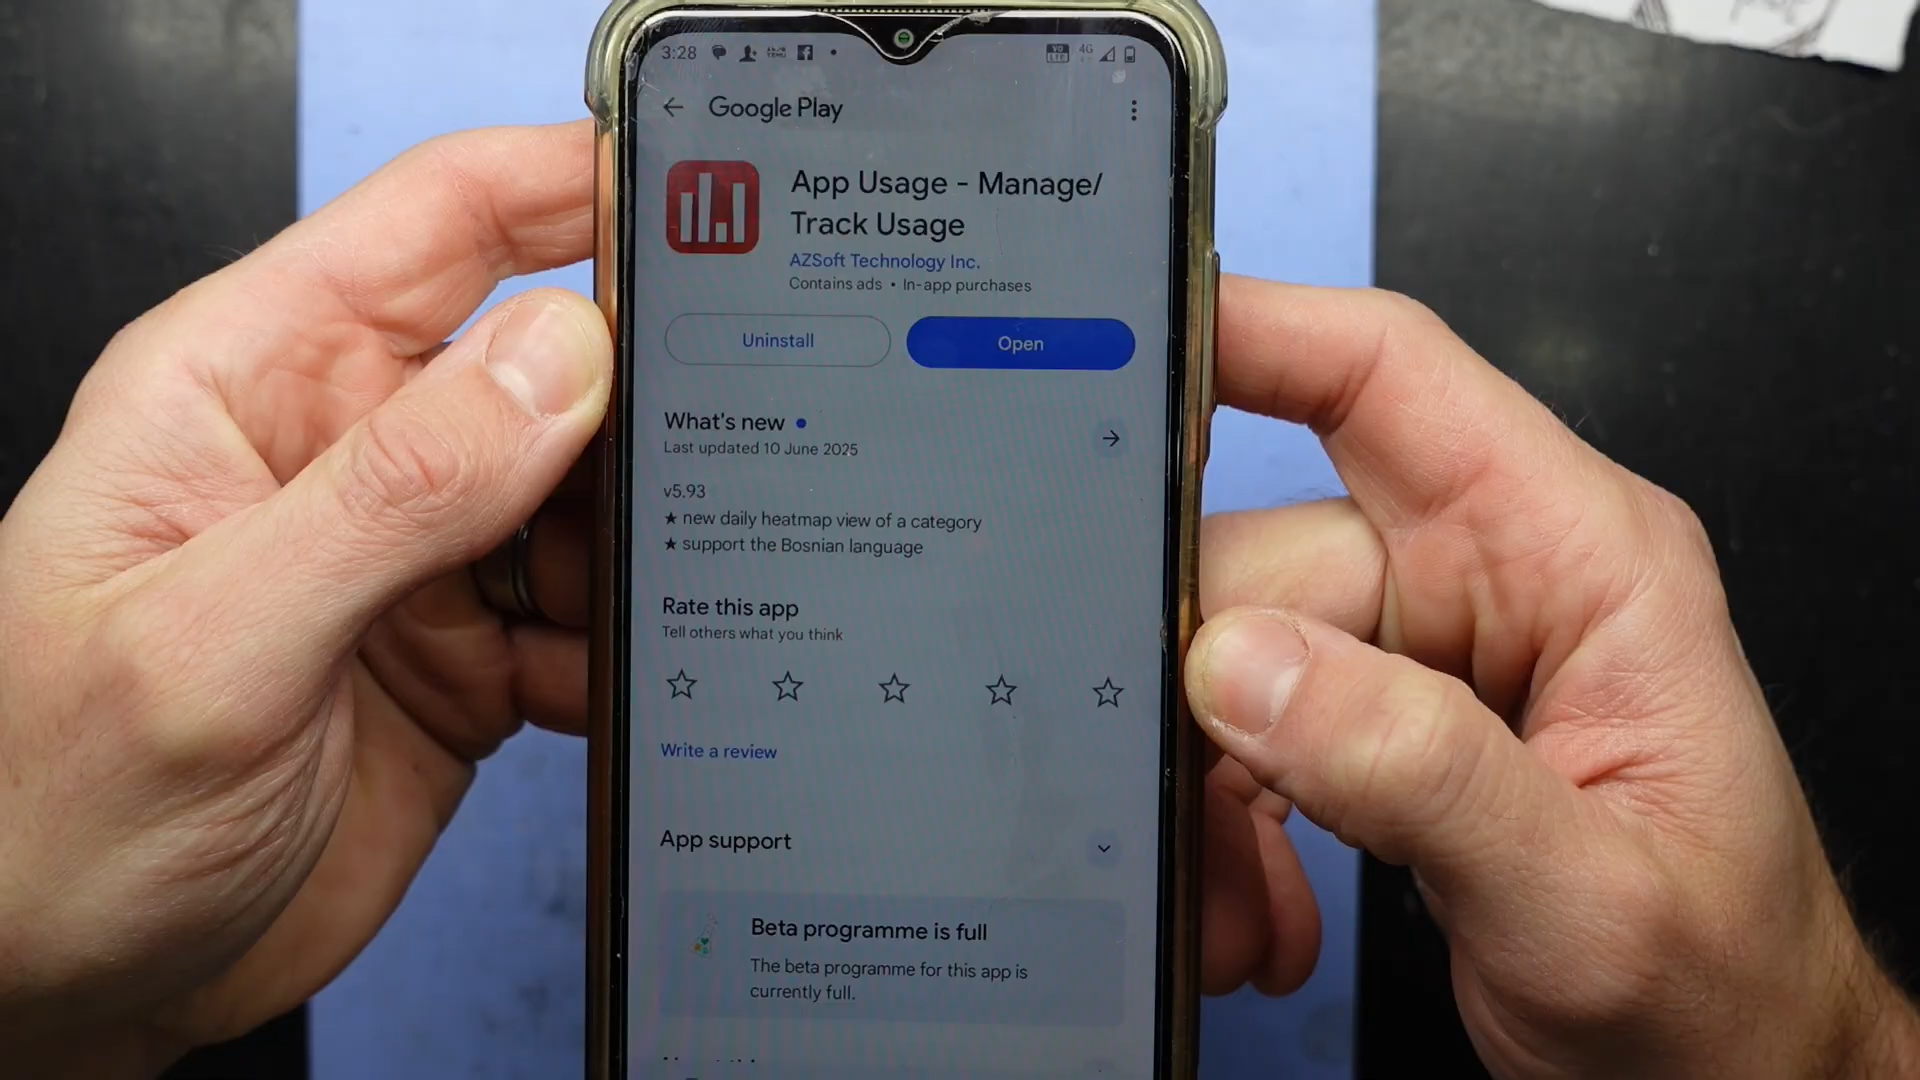 3:28
4G
Google Play
App Usage - Manage/
Track Usage
AZSoft Technology Inc.
Contains ads • In-app purchases
Uninstall
Open
What's new
Last updated 10 June 2025
v5.93
★ new daily heatmap view of a category
★ support the Bosnian language
Rate this app
Tell others what you think
Write a review
App support
Beta programme is full
The beta programme for this app is
currently full.